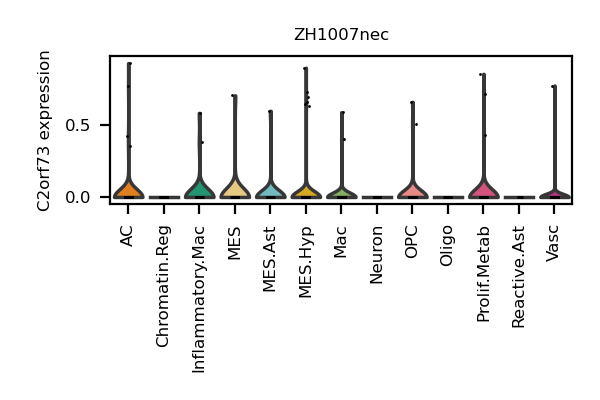 ZH1007nec
C2orf73 expression
0.5
0.0
AC
Chromatin.Reg
Inflammatory.Mac
MES
MES.Ast
MES.Hyp
Mac
Neuron
OPC
Oligo
Prolif.Metab
Reactive.Ast
Vasc